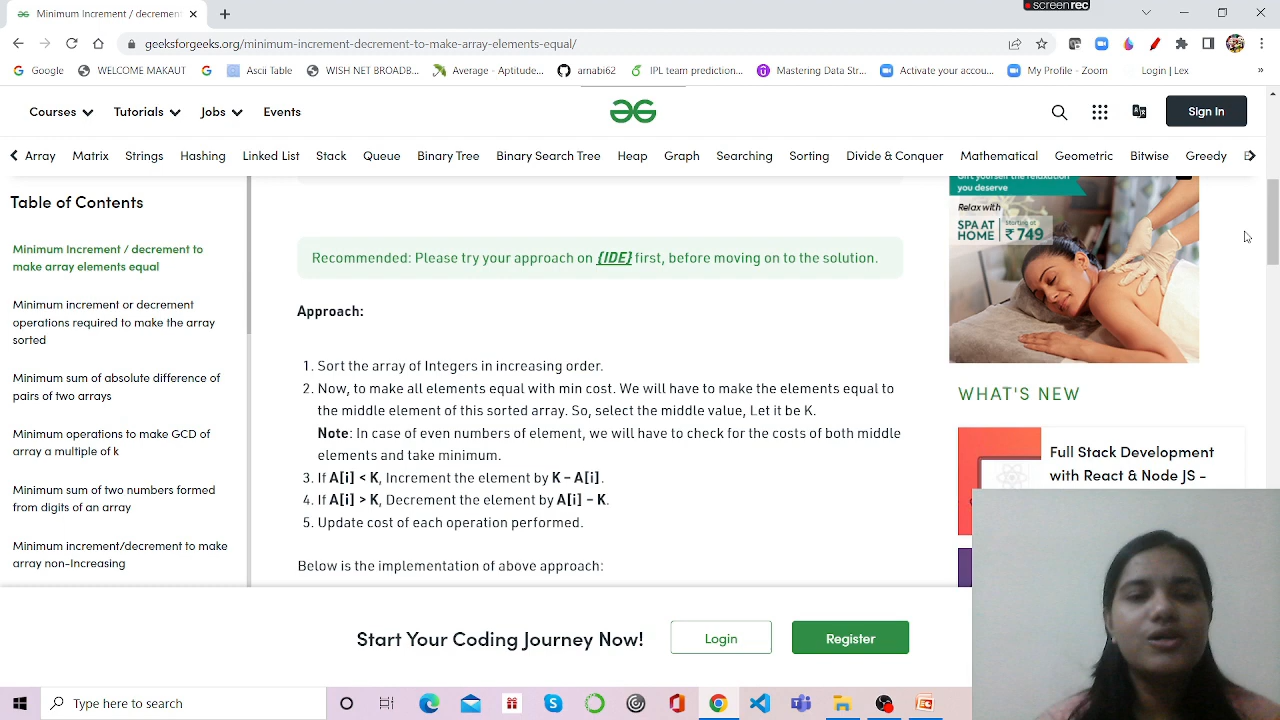 Minimum Increment / decrement
screenrec
geeksforgeeks.org/minimum-increment-decrement-to-make-array-elements-equal/
Google
WELCOME MAKAUT
Ascii Table
WISH NET BROADB...
Average - Aptitude...
arnabi62
IPL team prediction...
Mastering Data Str...
Activate your accou...
My Profile - Zoom
Login | Lex
»
Courses
Tutorials
Jobs
Events
Sign In
Array
Matrix
Strings
Hashing
Linked List
Stack
Queue
Binary Tree
Binary Search Tree
Heap
Graph
Searching
Sorting
Divide & Conquer
Mathematical
Geometric
Bitwise
Greedy
Table of Contents
Minimum Increment / decrement to
make array elements equal
Minimum increment or decrement
operations required to make the array
sorted
Minimum sum of absolute difference of
pairs of two arrays
Minimum operations to make GCD of
array a multiple of k
Minimum sum of two numbers formed
from digits of an array
Minimum increment/decrement to make
array non-Increasing
Recommended: Please try your approach on {IDE} first, before moving on to the solution.
Approach:
1. Sort the array of Integers in increasing order.
2. Now, to make all elements equal with min cost. We will have to make the elements equal to
the middle element of this sorted array. So, select the middle value, Let it be K.
Note: In case of even numbers of element, we will have to check for the costs of both middle
elements and take minimum.
3. If A[i] < K, Increment the element by K – A[i].
4. If A[i] > K, Decrement the element by A[i] – K.
5. Update cost of each operation performed.
Below is the implementation of above approach:
Gift yourself the relaxation
you deserve
Relax with
SPA AT
HOME
Starting at
₹749
WHAT'S NEW
Full Stack Development
with React & Node JS -
Start Your Coding Journey Now!
Login
Register
Type here to search